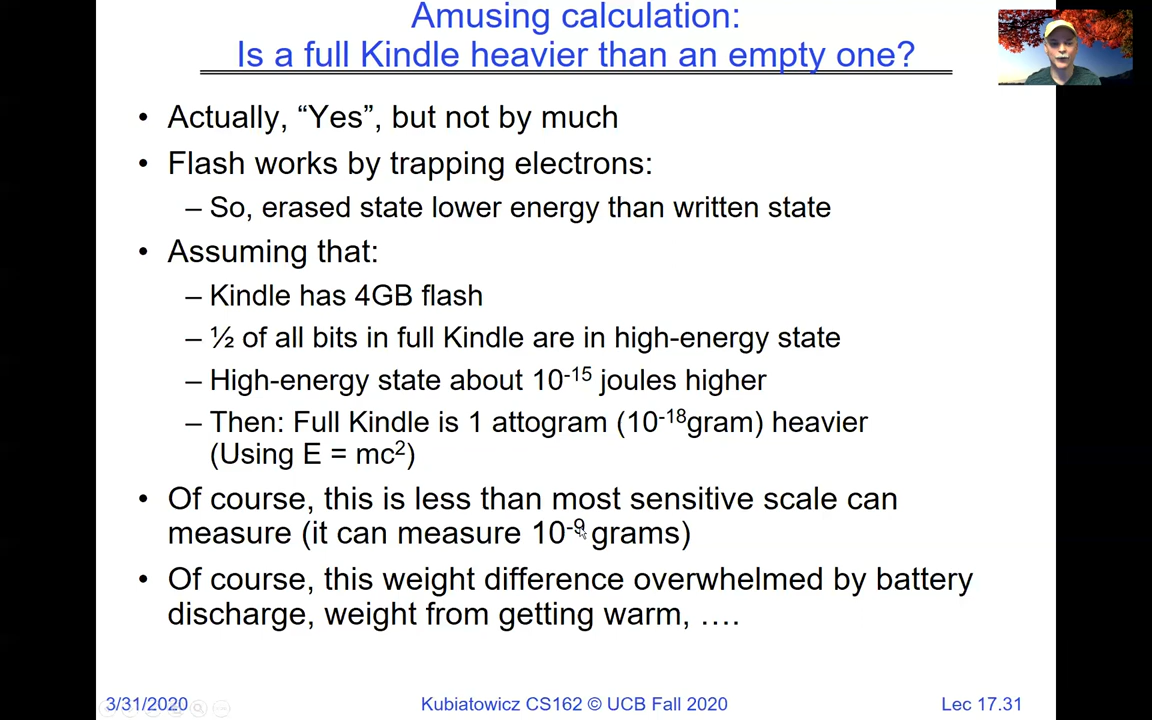 Amusing calculation:
Is a full Kindle heavier than an empty one?
• Actually, “Yes”, but not by much
• Flash works by trapping electrons:
– So, erased state lower energy than written state
• Assuming that:
– Kindle has 4GB flash
– ½ of all bits in full Kindle are in high-energy state
– High-energy state about 10⁻¹⁵ joules higher
– Then: Full Kindle is 1 attogram (10⁻¹⁸gram) heavier
(Using E = mc²)
• Of course, this is less than most sensitive scale can
measure (it can measure 10⁻⁹ grams)
• Of course, this weight difference overwhelmed by battery
discharge, weight from getting warm, ….
3/31/2020
Kubiatowicz CS162 © UCB Fall 2020
Lec 17.31